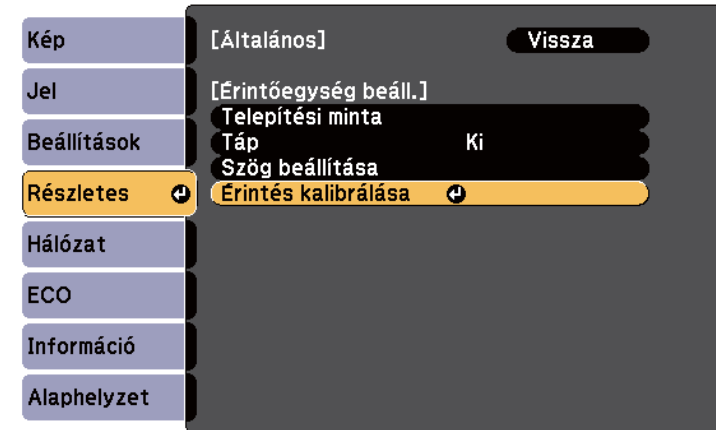 Kép
Jel
Beállítások
Részletes
Hálózat
ECO
Információ
Alaphelyzet
[Általános] Vissza
[Érintőegység beáll.]
Telepítési minta
Táp Ki
Szög beállítása
Érintés kalibrálása